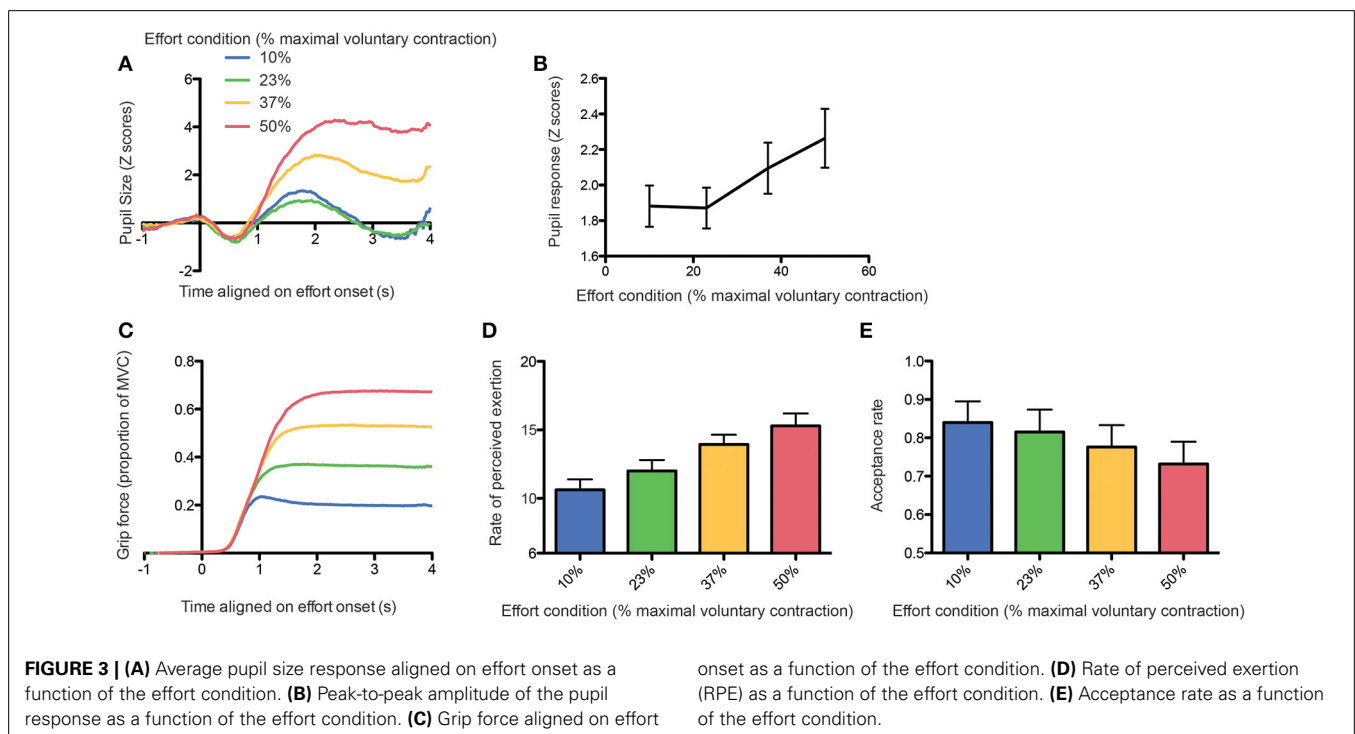 Effort condition (% maximal voluntary contraction)
A
10%
23%
37%
50%
Pupil Size (Z scores)
6
4
2
-2
-1
1
2
3
4
Time aligned on effort onset (s)
B
Pupil response (Z scores)
2.6
2.4
2.2
2.0
1.8
1.6
0
20
40
60
Effort condition (% maximal voluntary contraction)
C
Grip force (proportion of MVC)
0.8
0.6
0.4
0.2
-1
0
1
2
3
4
Time aligned on effort onset (s)
D
Rate of perceived exertion
20
15
10
6
10%
23%
37%
50%
Effort condition (% maximal voluntary contraction)
E
Acceptance rate
1.0
0.9
0.8
0.7
0.6
0.5
10%
23%
37%
50%
Effort condition (% maximal voluntary contraction)
FIGURE 3 | (A) Average pupil size response aligned on effort onset as a
function of the effort condition. (B) Peak-to-peak amplitude of the pupil
response as a function of the effort condition. (C) Grip force aligned on effort
onset as a function of the effort condition. (D) Rate of perceived exertion
(RPE) as a function of the effort condition. (E) Acceptance rate as a function
of the effort condition.